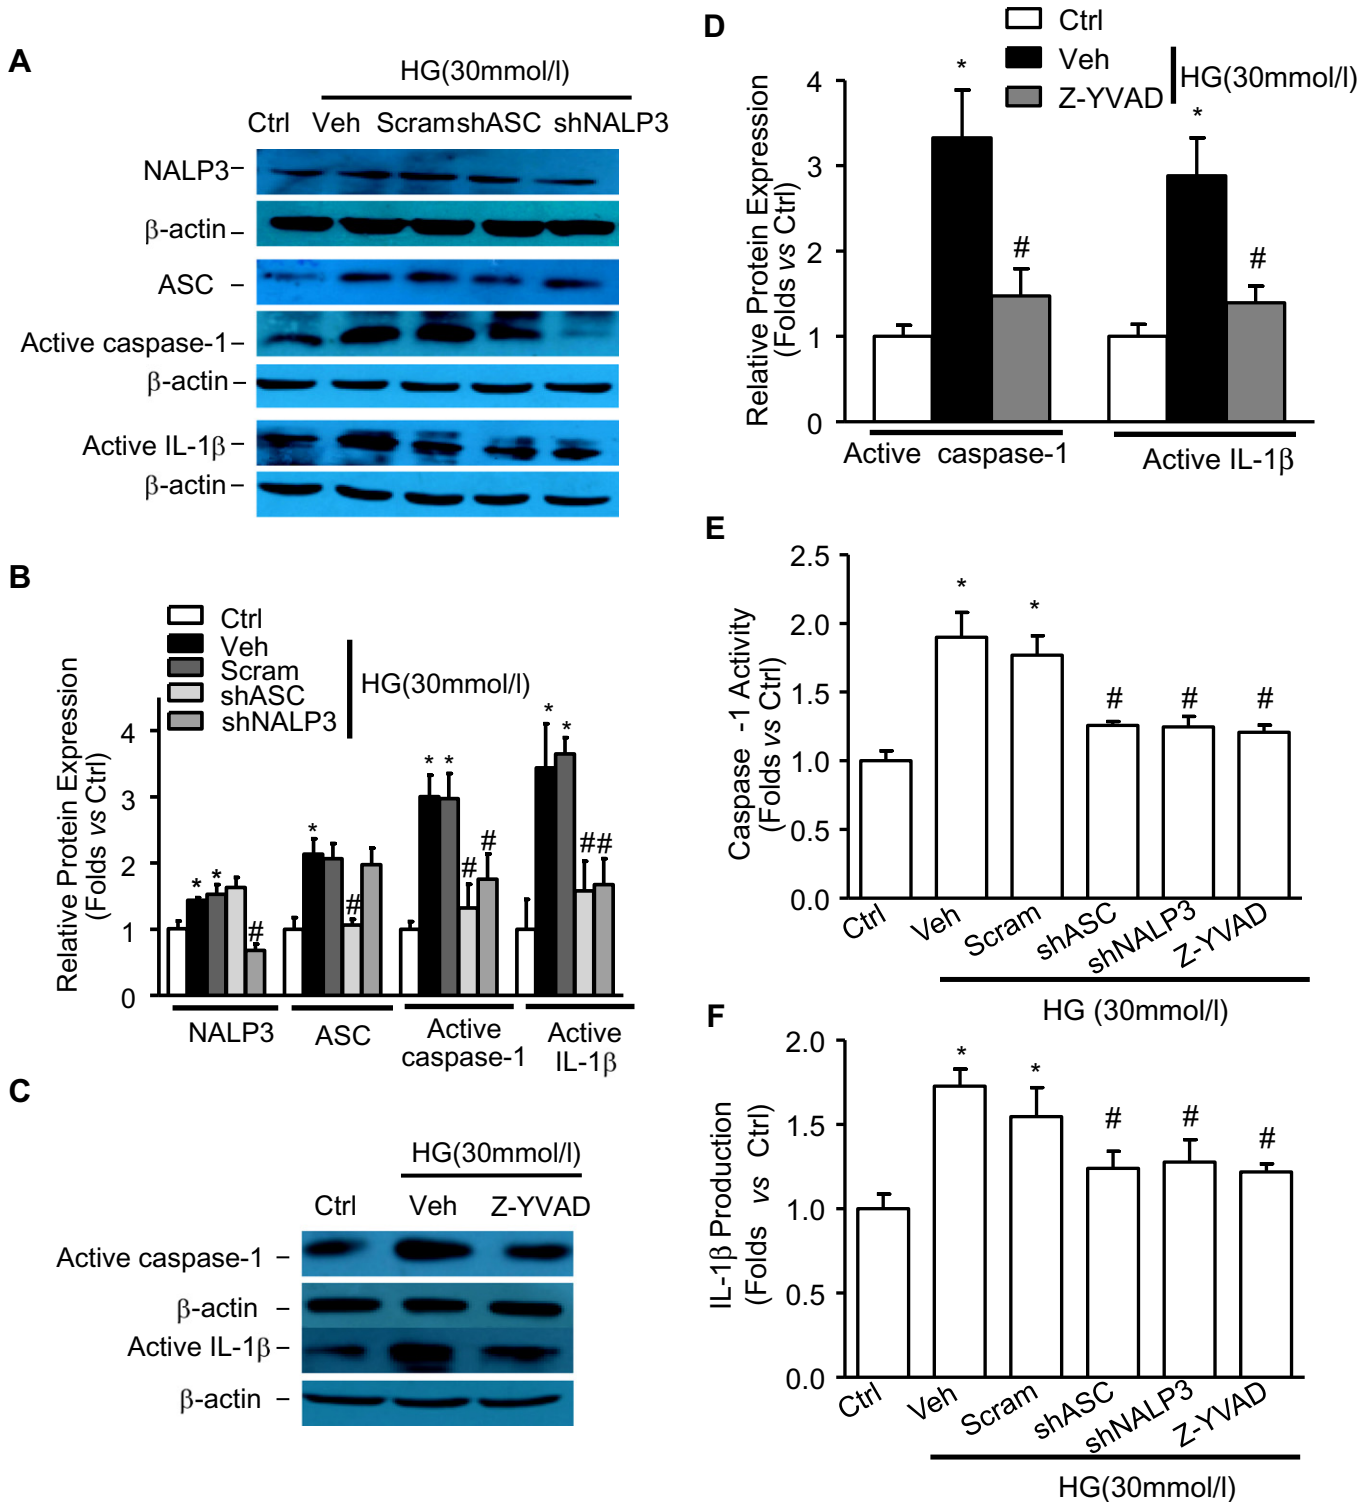 A
HG(30mmol/l)
Ctrl Veh Scram shASC shNALP3
NALP3
β-actin
ASC
Active caspase-1
β-actin
Active IL-1β
β-actin
B
Ctrl
Veh
Scram
shASC
shNALP3
HG(30mmol/l)
Relative Protein Expression
(Folds vs Ctrl)
4
3
2
1
0
* * #
* #
* * # #
* * # #
NALP3
ASC
Active
caspase-1
Active
IL-1β
C
HG(30mmol/l)
Ctrl Veh Z-YVAD
Active caspase-1
β-actin
Active IL-1β
β-actin
D
Ctrl
Veh
Z-YVAD
HG(30mmol/l)
Relative Protein Expression
(Folds vs Ctrl)
4
3
2
1
0
* #
* #
Active caspase-1
Active IL-1β
E
Caspase -1 Activity
(Folds vs Ctrl)
2.5
2.0
1.5
1.0
0.5
0.0
* * # # #
Ctrl
Veh
Scram
shASC
shNALP3
Z-YVAD
HG (30mmol/l)
F
IL-1β Production
(Folds vs Ctrl)
2.0
1.5
1.0
0.5
0.0
* * # # #
Ctrl
Veh
Scram
shASC
shNALP3
Z-YVAD
HG(30mmol/l)